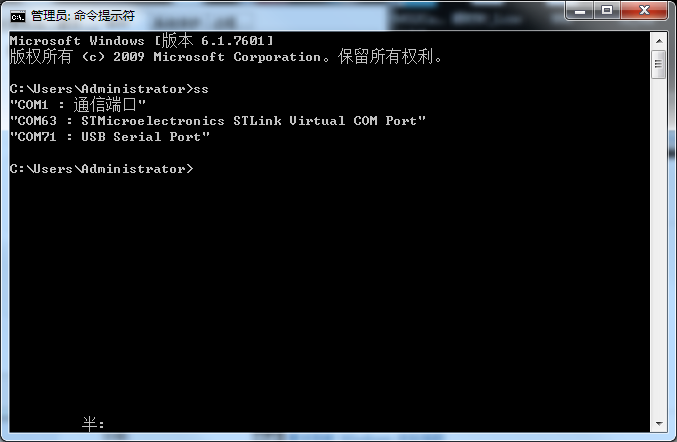 管理员: 命令提示符
Microsoft Windows [版本 6.1.7601]
版权所有 (c) 2009 Microsoft Corporation。保留所有权利。
C:\Users\Administrator>ss
"COM1 : 通信端口"
"COM63 : STMicroelectronics STLink Virtual COM Port"
"COM71 : USB Serial Port"
C:\Users\Administrator>
半: